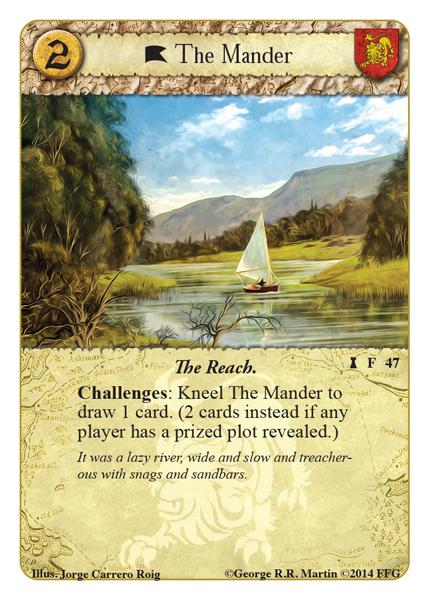 2 The Mander
The Reach.
F 47
Challenges: Kneel The Mander to
draw 1 card. (2 cards instead if any
player has a prized plot revealed.)
It was a lazy river, wide and slow and treacher-
ous with snags and sandbars.
Illus. Jorge Carrero Roig ©George R.R. Martin ©2014 FFG